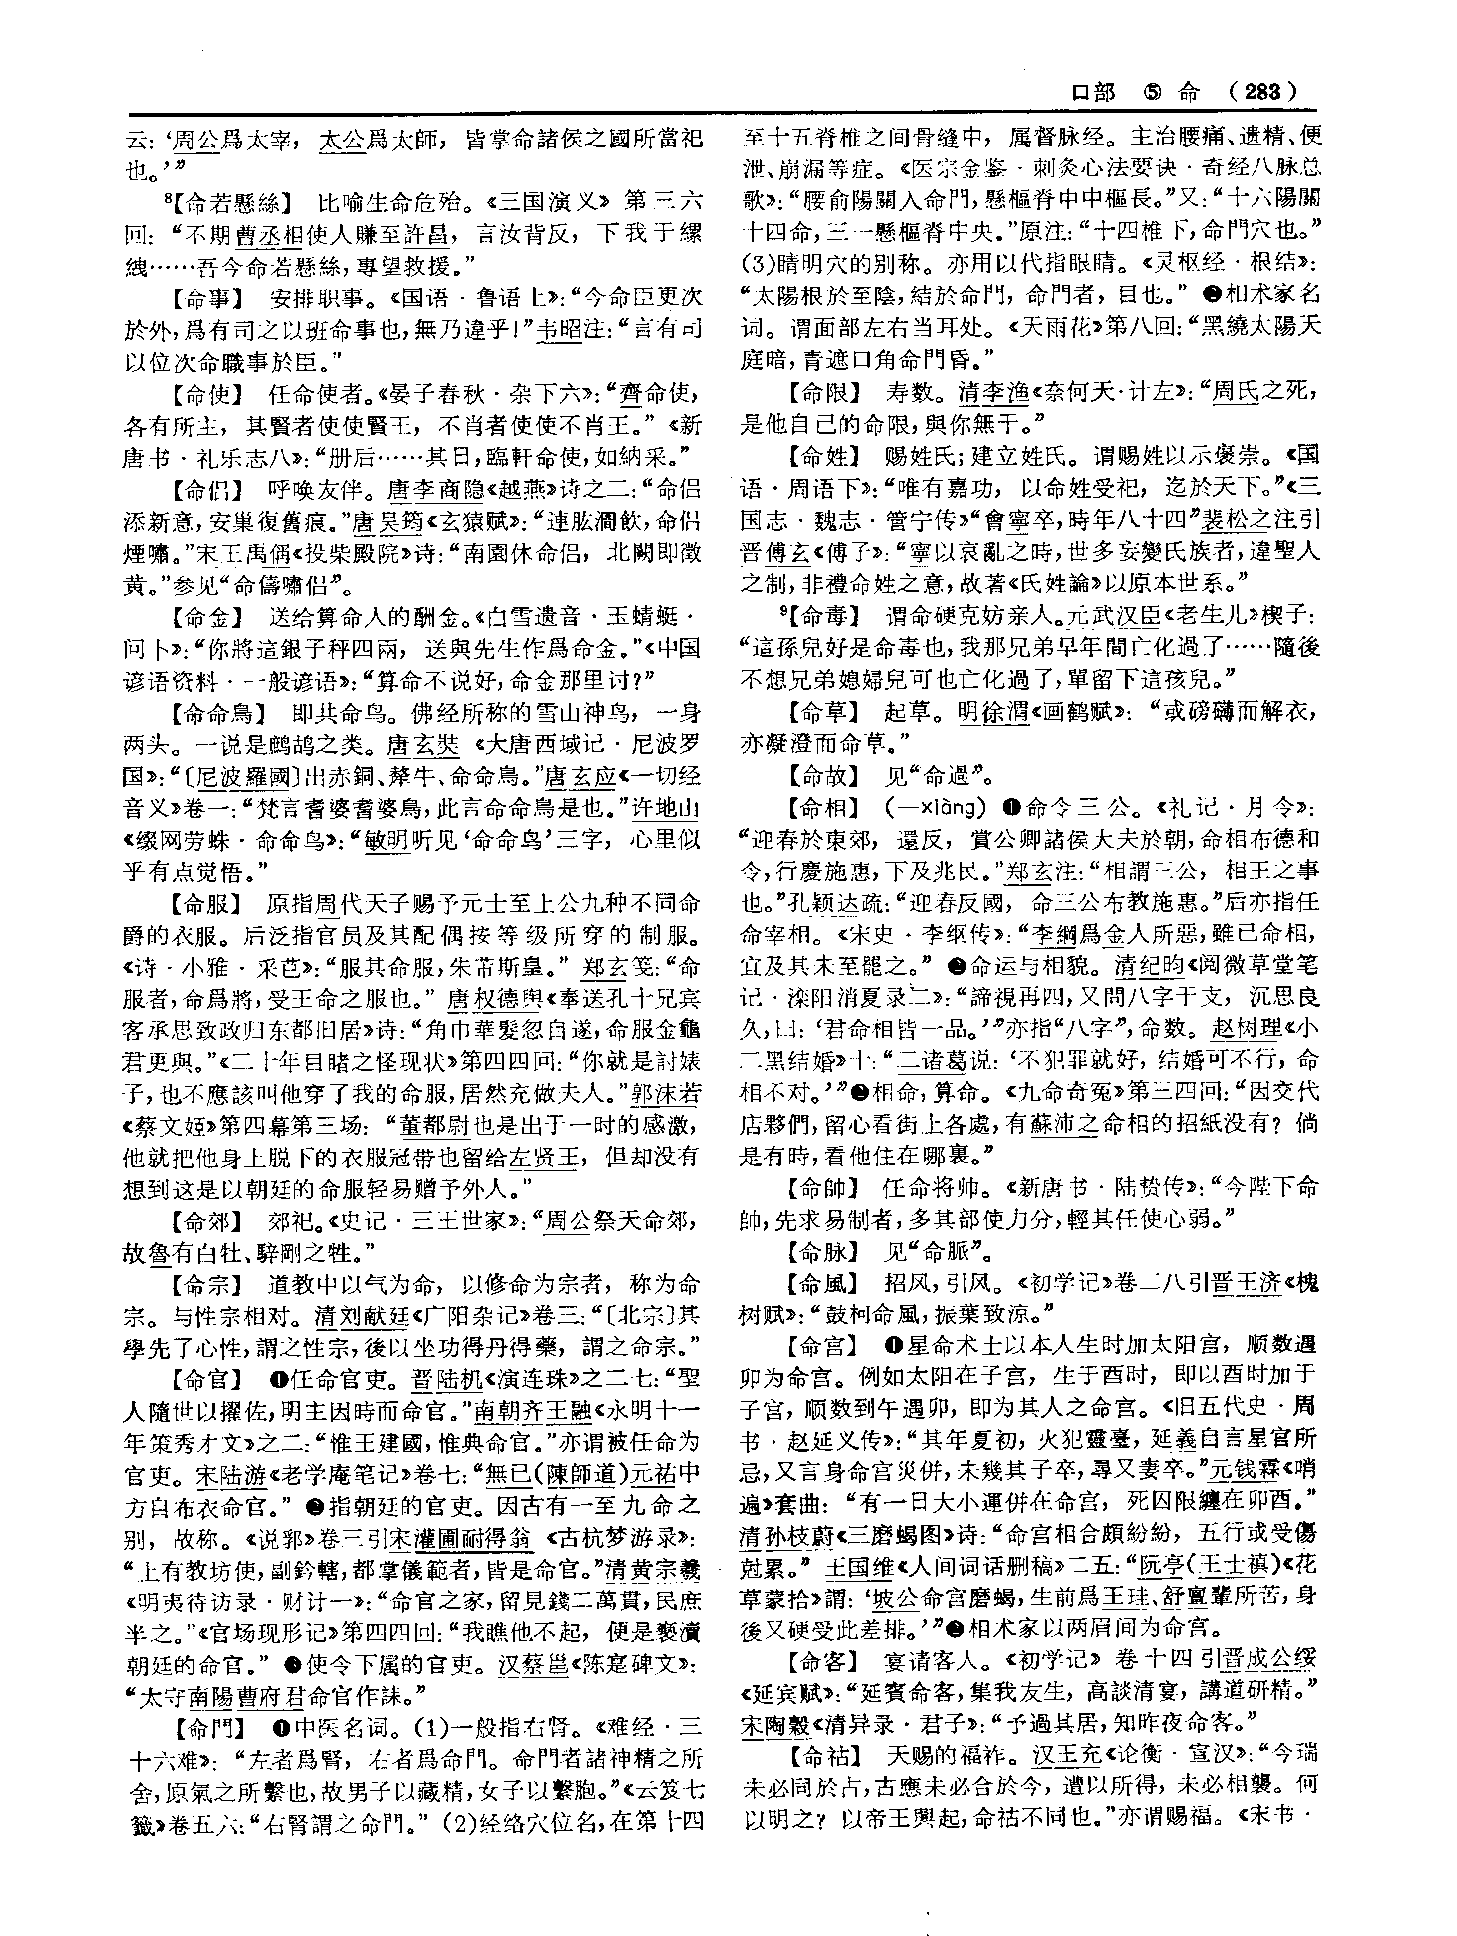 口部 ⑤ 命 （283）
云：‘周公爲太宰， 太公爲太師， 皆掌命諸侯之國所當祀
也。’”
⁸【命若懸絲】 比喻生命危殆。《三国演义》第三六
回：“不期曹丞相使人賺至許昌，言汝背反，下我于縲
絏……吾今命若懸絲，專望救援。”
【命事】 安排职事。《国语·鲁语上》：“今命臣更次
於外，爲有司之以班命事也，無乃違乎！”韦昭注：“言有司
以位次命職事於臣。”
【命使】 任命使者。《晏子春秋·杂下六》：“齊命使，
各有所主， 其賢者使使賢王， 不肖者使使不肖王。”《新
唐书·礼乐志八》：“册后……其日，臨軒命使，如納采。”
【命侣】 呼唤友伴。唐李商隐《越燕》诗之二：“命侣
添新意，安巢復舊痕。”唐吴筠《玄猿赋》：“連肱澗飲，命侣
煙嘯。”宋王禹偁《投柴殿院》诗：“南園休命侣， 北闕即徵
黄。”参见“命儔嘯侣”。
【命金】 送给算命人的酬金。《白雪遗音·玉蜻蜓·
问卜》：“你將這銀子秤四兩， 送與先生作爲命金。”《中国
谚语资料·一般谚语》：“算命不说好，命金那里讨？”
【命命鳥】 即共命鸟。佛经所称的雪山神鸟，一身
两头。一说是鹧鸪之类。唐玄奘《大唐西域记·尼波罗
国》：“〔尼波羅國〕出赤銅、犛牛、命命鳥。”唐玄应《一切经
音义》卷一：“梵言耆婆耆婆鳥，此言命命鳥是也。”许地山
《缀网劳蛛·命命鸟》：“敏明听见‘命命鸟’三字， 心里似
乎有点觉悟。”
【命服】 原指周代天子赐予元士至上公九种不同命
爵的衣服。后泛指官员及其配偶按等级所穿的制服。
《诗·小雅·采芑》：“服其命服，朱芾斯皇。”郑玄笺：“命
服者，命爲將，受王命之服也。”唐权德舆《奉送孔十兄宾
客承恩致政归东都旧居》诗：“角巾華髮忽自遂，命服金龜
君更與。”《二十年目睹之怪现状》第四四回：“你就是討婊
子，也不應該叫他穿了我的命服，居然充做夫人。”郭沫若
《蔡文姬》第四幕第三场：“董都尉也是出于一时的感激，
他就把他身上脱下的衣服冠带也留给左贤王， 但却没有
想到这是以朝廷的命服轻易赠予外人。”
【命郊】 郊祀。《史记·三王世家》：“周公祭天命郊，
故魯有白牡、騂剛之牲。”
【命宗】 道教中以气为命，以修命为宗者，称为命
宗。与性宗相对。清刘献廷《广阳杂记》卷三：“〔北宗〕其
學先了心性，謂之性宗，後以坐功得丹得藥， 謂之命宗。”
【命官】 ❶任命官吏。晋陆机《演连珠》之二七：“聖
人隨世以擢佐，明主因時而命官。”南朝齐王融《永明十一
年策秀才文》之二：“惟王建國，惟典命官。”亦谓被任命为
官吏。宋陆游《老学庵笔记》卷七：“無已（陳師道）元祐中
方自布衣命官。” ❷指朝廷的官吏。因古有一至九命之
别，故称。《说郛》卷三引宋灌圃耐得翁《古杭梦游录》：
“上有教坊使，副鈐轄，都掌儀範者，皆是命官。”清黄宗羲
《明夷待访录·财计一》：“命官之家，留見錢二萬貫，民庶
半之。”《官场现形记》第四四回：“我瞧他不起， 便是褻瀆
朝廷的命官。” ❸使令下属的官吏。汉蔡邕《陈寔碑文》：
“太守南陽曹府君命官作誄。”
【命門】 ❶中医名词。（1）一般指右肾。《难经·三
十六难》：“左者爲腎，右者爲命門。命門者諸神精之所
舍，原氣之所繫也，故男子以藏精，女子以繫胞。”《云笈七
籤》卷五六：“右腎謂之命門。”（2）经络穴位名，在第十四
至十五脊椎之间骨缝中， 属督脉经。主治腰痛、遗精、便
泄、崩漏等症。《医宗金鉴·刺灸心法要诀·奇经八脉总
歌》：“腰俞陽關入命門，懸樞脊中中樞長。”又：“十六陽關
十四命，三一懸樞脊中央。”原注：“十四椎下，命門穴也。”
（3）睛明穴的别称。亦用以代指眼睛。《灵枢经·根结》：
“太陽根於至陰，結於命門， 命門者， 目也。” ❷相术家名
词。谓面部左右当耳处。《天雨花》第八回：“黑繞太陽天
庭暗，青遮口角命門昏。”
【命限】 寿数。清李渔《奈何天·计左》：“周氏之死，
是他自己的命限，與你無干。”
【命姓】 赐姓氏；建立姓氏。谓赐姓以示褒崇。《国
语·周语下》：“唯有嘉功， 以命姓受祀， 迄於天下。”《三
国志·魏志·管宁传》“會寧卒，時年八十四”裴松之注引
晋傅玄《傅子》：“寧以哀亂之時，世多妄變氏族者，違聖人
之制，非禮命姓之意，故著《氏姓論》以原本世系。”
⁹【命毒】 谓命硬克妨亲人。元武汉臣《老生儿》楔子：
“這孫兒好是命毒也，我那兄弟早年間亡化過了……隨後
不想兄弟媳婦兒可也亡化過了，單留下這孩兒。”
【命草】 起草。明徐渭《画鹤赋》：“或磅礴而解衣，
亦凝澄而命草。”
【命故】 见“命過”。
【命相】 （—xiàng） ❶命令三公。《礼记·月令》：
“迎春於東郊， 還反， 賞公卿諸侯大夫於朝，命相布德和
令，行慶施惠，下及兆民。”郑玄注：“相謂三公， 相王之事
也。”孔颖达疏：“迎春反國， 命三公布教施惠。”后亦指任
命宰相。《宋史·李纲传》：“李綱爲金人所惡，雖已命相，
宜及其未至罷之。” ❷命运与相貌。清纪昀《阅微草堂笔
记·滦阳消夏录二》：“諦視再四，又問八字干支， 沉思良
久，曰：‘君命相皆一品。’”亦指“八字”，命数。赵树理《小
二黑结婚》十：“二诸葛说：‘不犯罪就好，结婚可不行，命
相不对。’”❸相命，算命。《九命奇冤》第三四回：“因交代
店夥們，留心看街上各處，有蘇沛之命相的招紙没有？倘
是有時，看他住在哪裏。”
【命帥】 任命将帅。《新唐书·陆贽传》：“今陛下命
帥，先求易制者，多其部使力分，輕其任使心弱。”
【命脉】 见“命脈”。
【命風】 招风，引风。《初学记》卷二八引晋王济《槐
树赋》：“鼓柯命風，振葉致涼。”
【命宫】 ❶星命术士以本人生时加太阳宫，顺数遇
卯为命宫。例如太阳在子宫，生于酉时，即以酉时加于
子宫，顺数到午遇卯，即为其人之命宫。《旧五代史·周
书·赵延义传》：“其年夏初，火犯靈臺，延義自言星官所
忌，又言身命宫災併，未幾其子卒，尋又妻卒。”元钱霖《哨
遍》套曲：“有一日大小運併在命宫， 死囚限纏在卯酉。”
清孙枝蔚《三磨蝎图》诗：“命宫相合頗紛紛， 五行或受傷
尅累。” 王国维《人间词话删稿》二五：“阮亭（王士禛）《花
草蒙拾》謂：‘坡公命宫磨蝎，生前爲王珪、舒亶輩所苦，身
後又硬受此差排。’”❷相术家以两眉间为命宫。
【命客】 宴请客人。《初学记》卷十四引晋成公绥
《延宾赋》：“延賓命客，集我友生，高談清宴，講道研精。”
宋陶穀《清异录·君子》：“予過其居，知昨夜命客。”
【命祜】 天赐的福祚。汉王充《论衡·宣汉》：“今瑞
未必同於古，古應未必合於今，遭以所得，未必相襲。何
以明之？以帝王興起，命祜不同也。”亦谓赐福。《宋书·